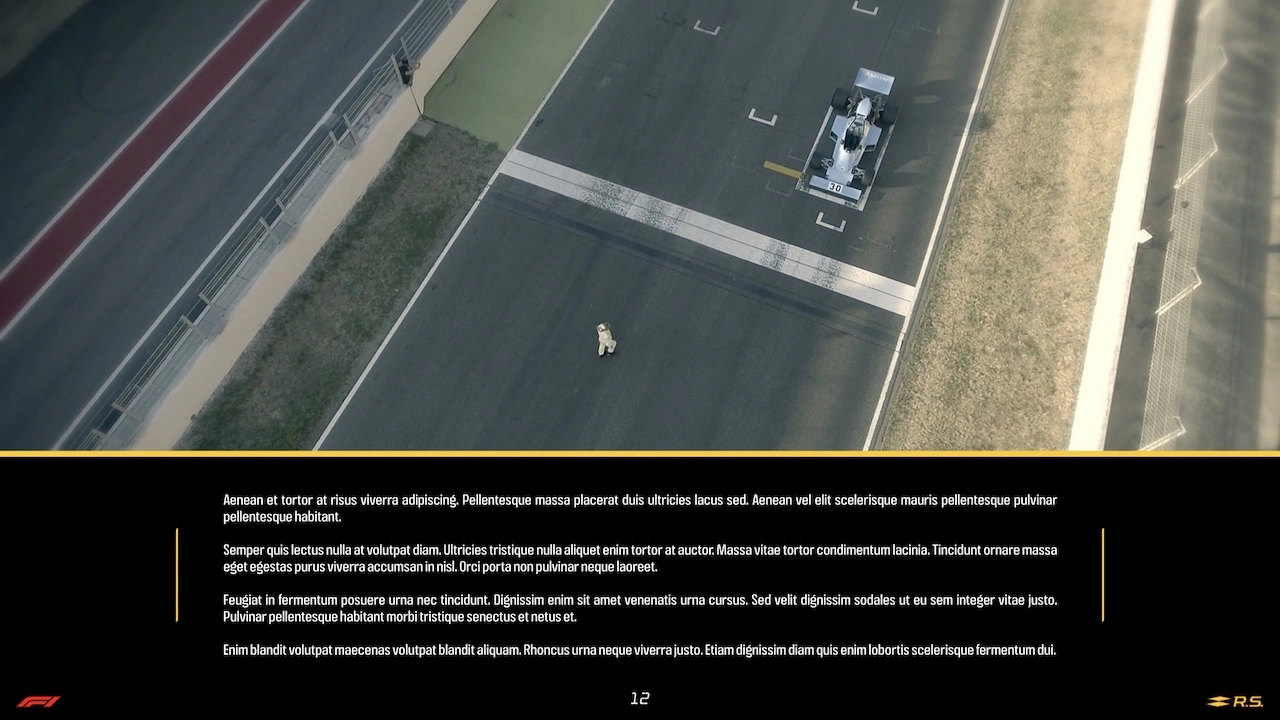 30
Aenean et tortor at risus viverra adipiscing. Pellentesque massa placerat duis ultricies lacus sed. Aenean vel elit scelerisque mauris pellentesque pulvinar
pellentesque habitant.
Semper quis lectus nulla at volutpat diam. Ultricies tristique nulla aliquet enim tortor at auctor. Massa vitae tortor condimentum lacinia. Tincidunt ornare massa
eget egestas purus viverra accumsan in nisl. Orci porta non pulvinar neque laoreet.
Feugiat in fermentum posuere urna nec tincidunt. Dignissim enim sit amet venenatis urna cursus. Sed velit dignissim sodales ut eu sem integer vitae justo.
Pulvinar pellentesque habitant morbi tristique senectus et netus et.
Enim blandit volutpat maecenas volutpat blandit aliquam. Rhoncus urna neque viverra justo. Etiam dignissim diam quis enim lobortis scelerisque fermentum dui.
F1
12
R.S.